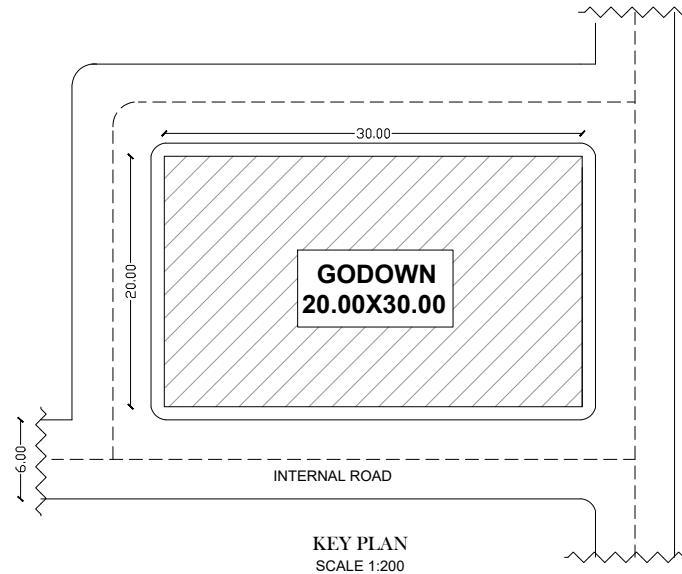 30.00
20.00
GODOWN
20.00X30.00
6.00
INTERNAL ROAD
KEY PLAN
SCALE 1:200